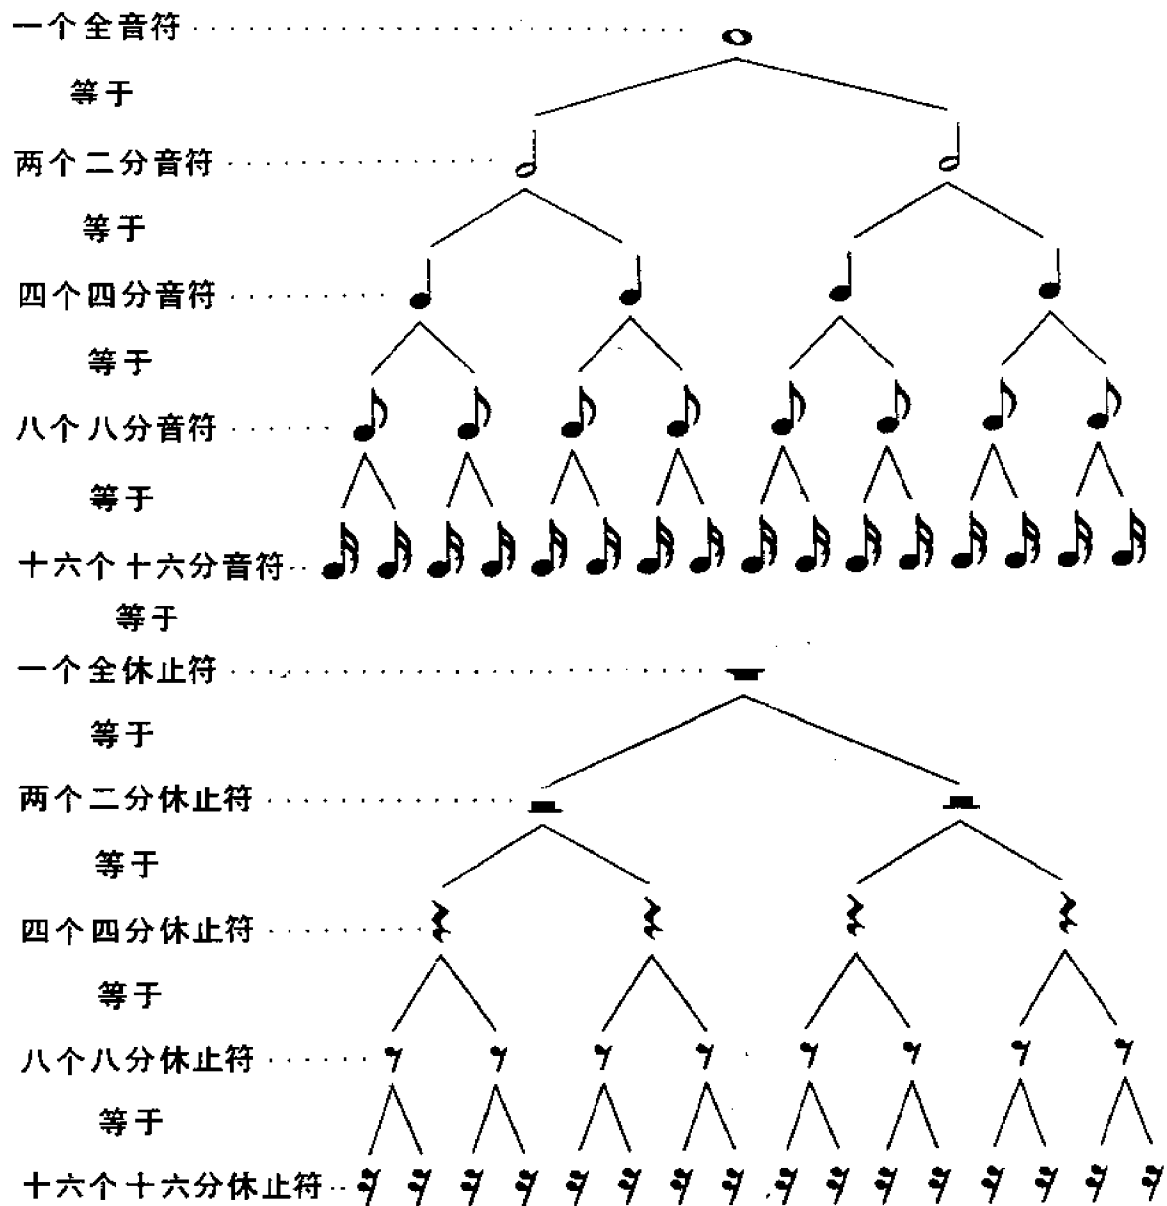 一个全音符
等于
两个二分音符
等于
四个四分音符
等于
八个八分音符
等于
十六个十六分音符
等于
一个全休止符
等于
两个二分休止符
等于
四个四分休止符
等于
八个八分休止符
等于
十六个十六分休止符